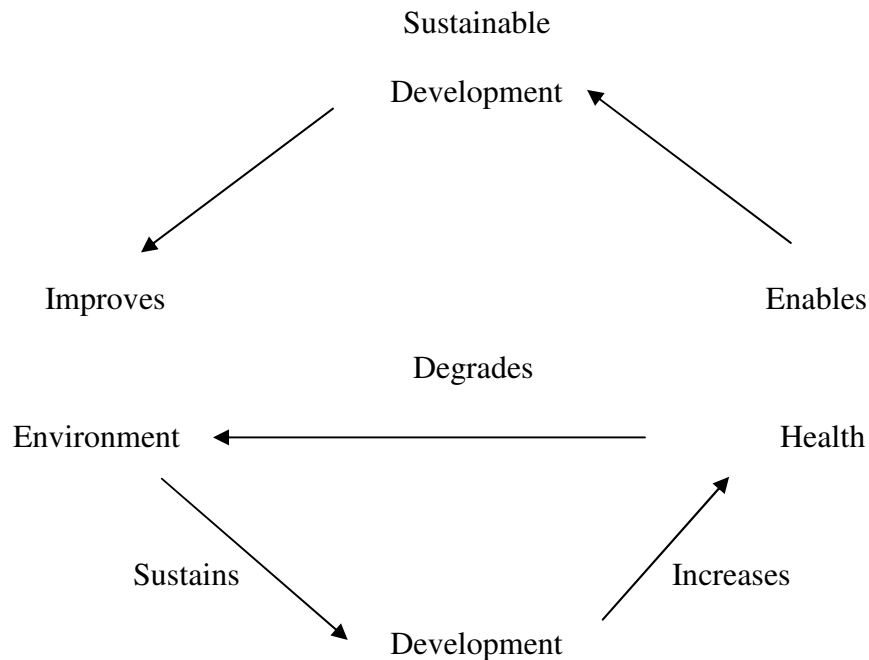 Sustainable
Development
Improves
Enables
Degrades
Environment
Health
Sustains
Increases
Development